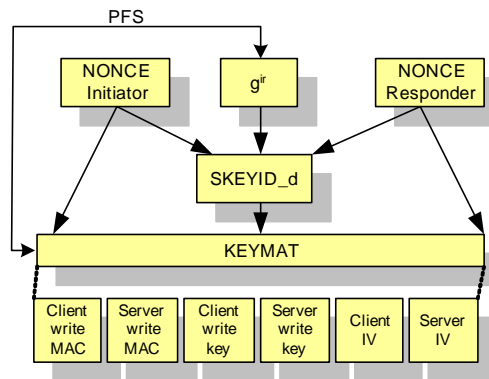 PFS
NONCE
Initiator
gⁱʳ
NONCE
Responder
SKEYID_d
KEYMAT
Client
write
MAC
Server
write
MAC
Client
write
key
Server
write
key
Client
IV
Server
IV